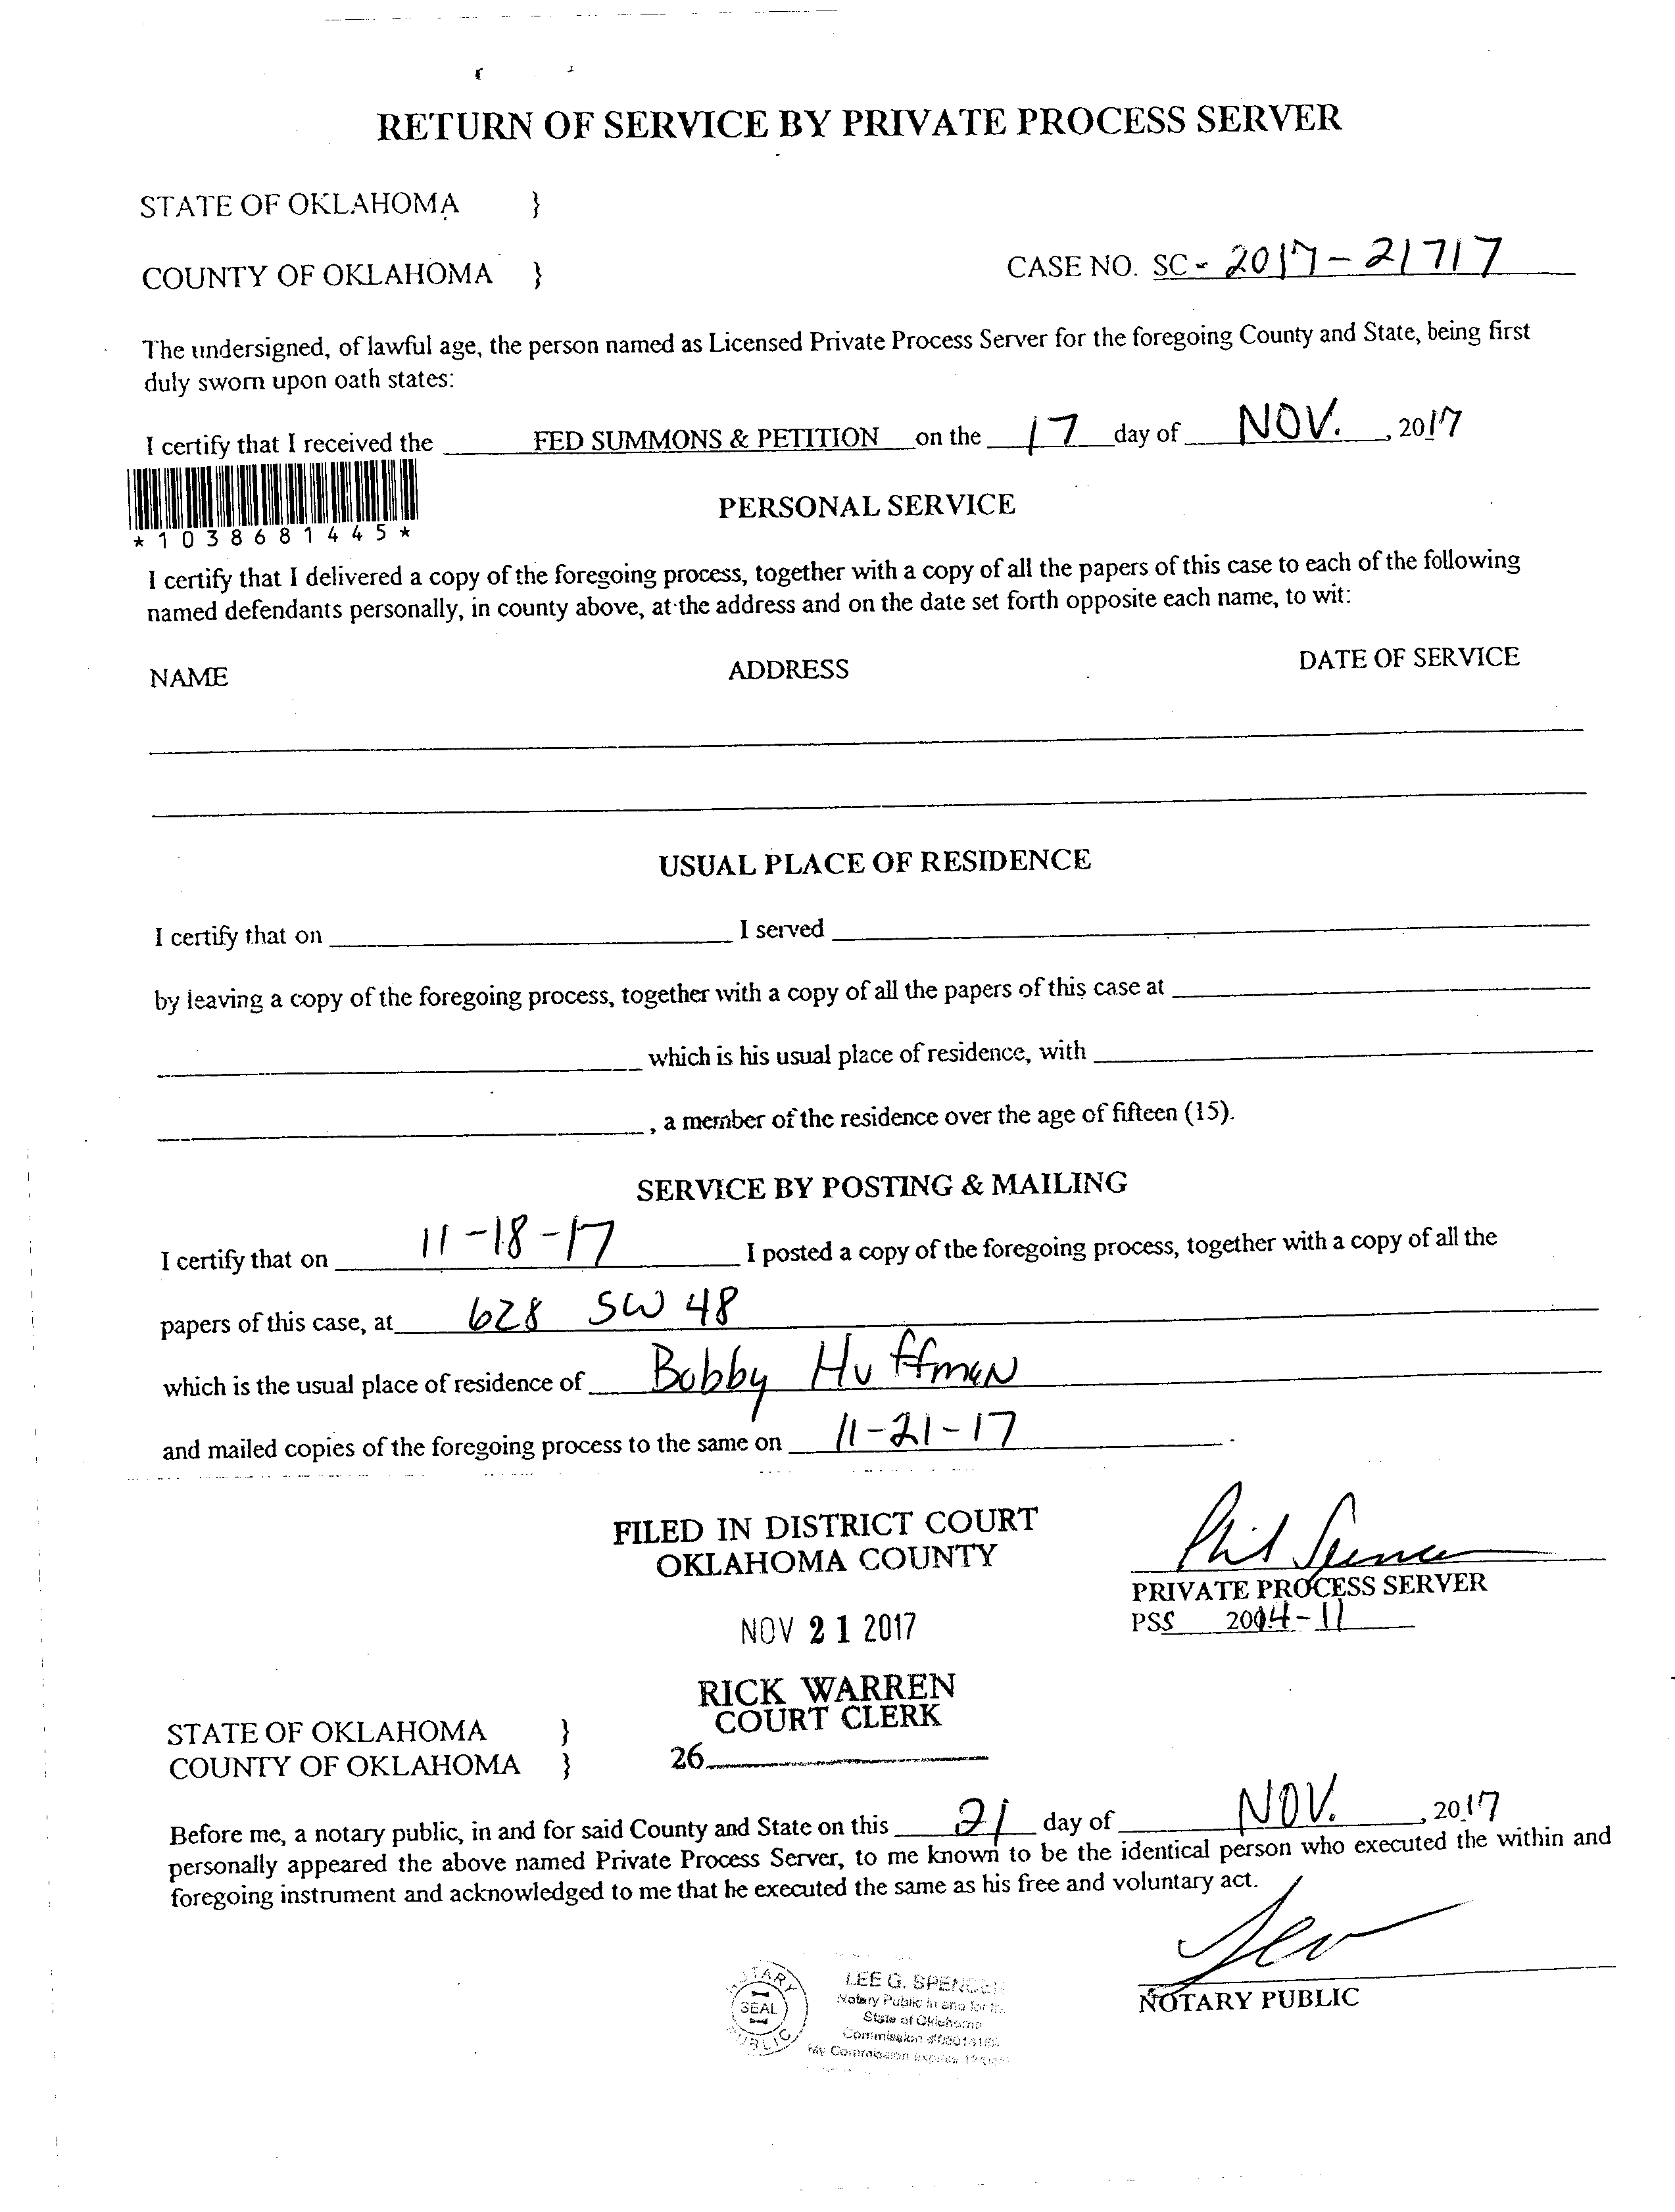 RETURN OF SERVICE BY PRIVATE PROCESS SERVER
STATE OF OKLAHOMA }
COUNTY OF OKLAHOMA } CASE NO. SC - 2017-21717
The undersigned, of lawful age, the person named as Licensed Private Process Server for the foregoing County and State, being first
duly sworn upon oath states:
I certify that I received the FED SUMMONS & PETITION on the 17 day of NOV. , 2017
*1038681445*
PERSONAL SERVICE
I certify that I delivered a copy of the foregoing process, together with a copy of all the papers of this case to each of the following
named defendants personally, in county above, at the address and on the date set forth opposite each name, to wit:
NAME ADDRESS DATE OF SERVICE
USUAL PLACE OF RESIDENCE
I certify that on I served
by leaving a copy of the foregoing process, together with a copy of all the papers of this case at
which is his usual place of residence, with
, a member of the residence over the age of fifteen (15).
SERVICE BY POSTING & MAILING
I certify that on 11-18-17 I posted a copy of the foregoing process, together with a copy of all the
papers of this case, at 628 SW 48
which is the usual place of residence of Bobby Huffman
and mailed copies of the foregoing process to the same on 11-21-17 .
FILED IN DISTRICT COURT
OKLAHOMA COUNTY
Phil Spencer
PRIVATE PROCESS SERVER
NOV 21 2017
PSS 2004-11
RICK WARREN
COURT CLERK
26
STATE OF OKLAHOMA }
COUNTY OF OKLAHOMA }
Before me, a notary public, in and for said County and State on this 21 day of NOV. , 2017
personally appeared the above named Private Process Server, to me known to be the identical person who executed the within and
foregoing instrument and acknowledged to me that he executed the same as his free and voluntary act.
NOTARY PUBLIC
NOTARY
SEAL
PUBLIC
LEE G. SPENCER
Notary Public in and for the
State of Oklahoma
Commission
My Commission expires